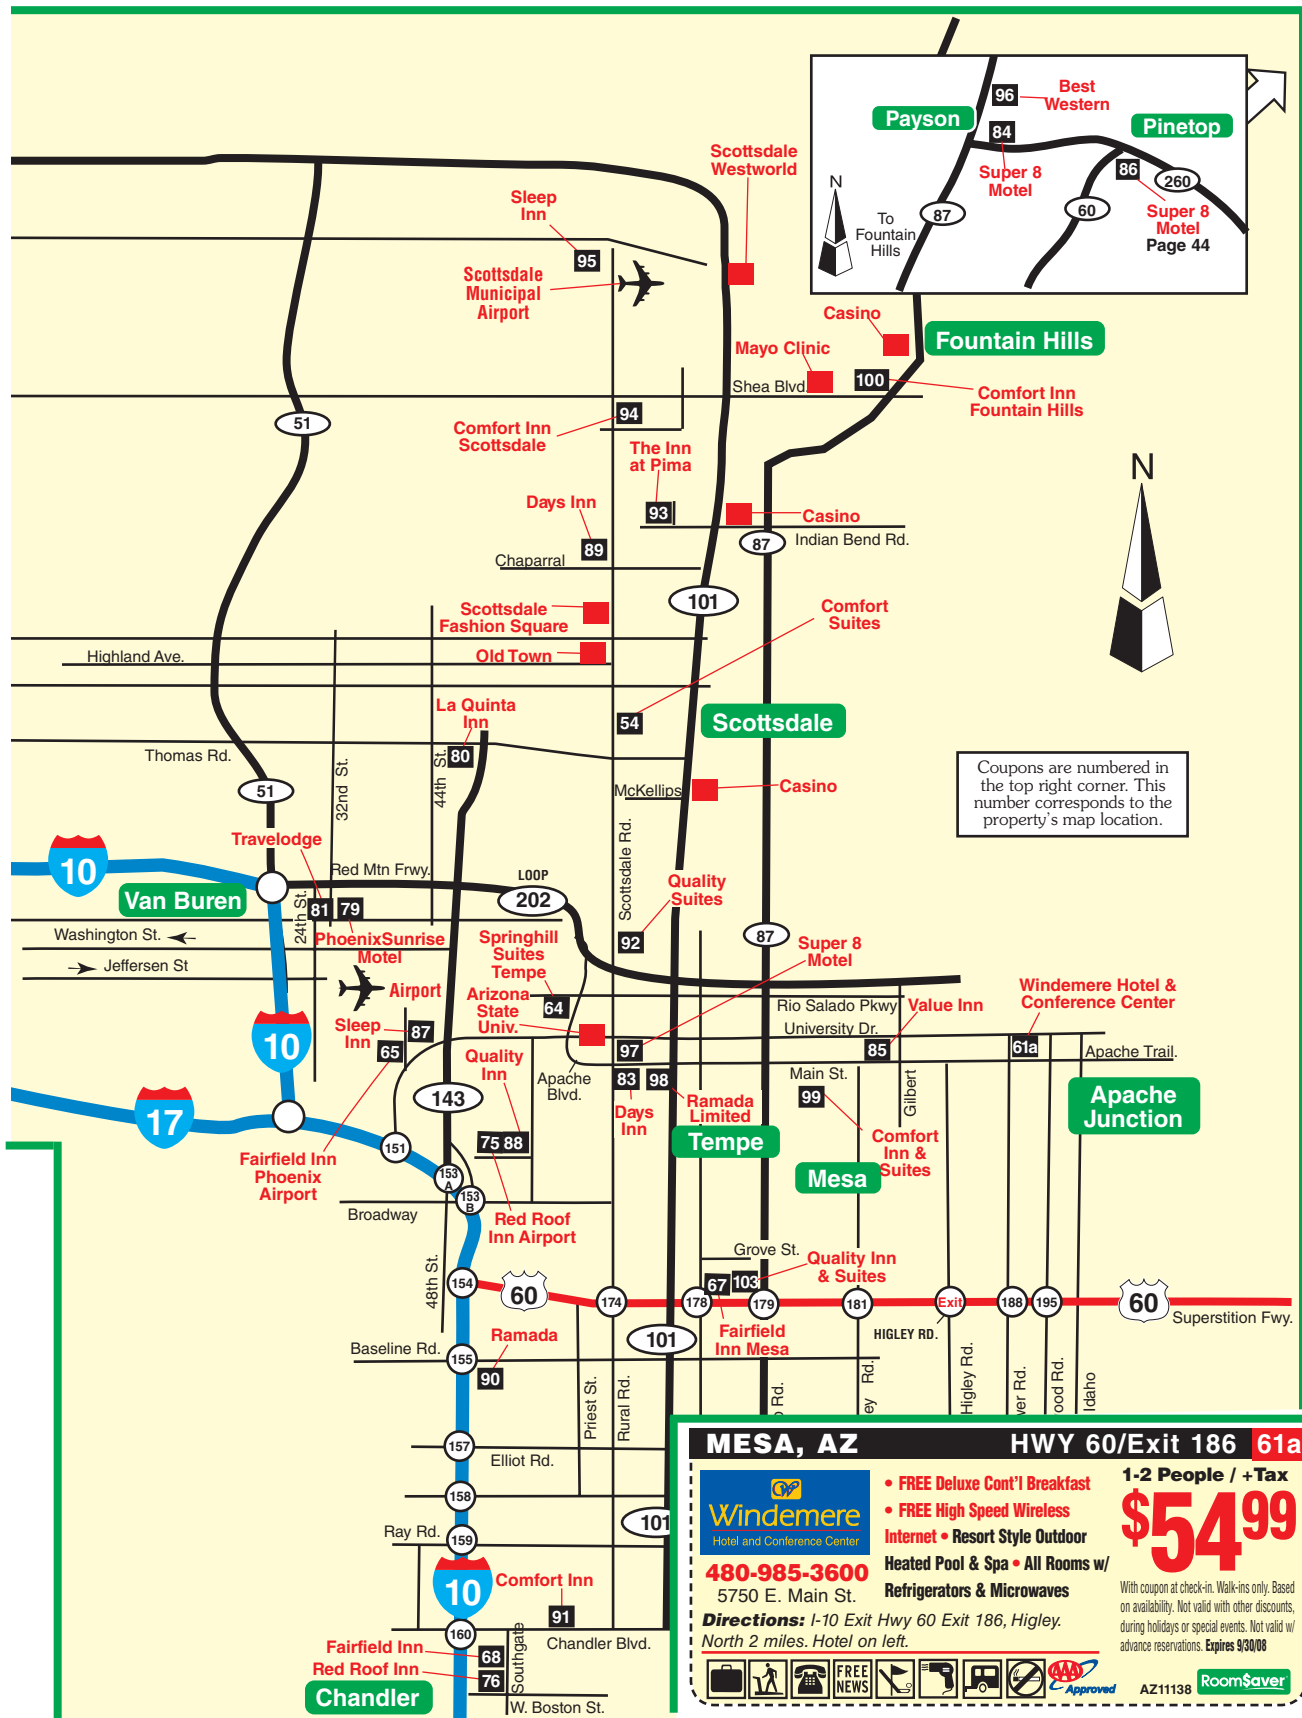 Best
Western
96
Payson
84
Pinetop
Super 8
Motel
86
260
N
87
60
To
Fountain
Hills
Super 8
Motel
Page 44
Scottsdale
Westworld
Sleep
Inn
95
Scottsdale
Municipal
Airport
Casino
Fountain Hills
Mayo Clinic
Shea Blvd.
100
Comfort Inn
Fountain Hills
51
94
Comfort Inn
Scottsdale
The Inn
at Pima
N
Days Inn
93
Casino
89
87
Indian Bend Rd.
Chaparral
101
Scottsdale
Fashion Square
Comfort
Suites
Highland Ave.
Old Town
La Quinta
Inn
54
Scottsdale
Thomas Rd.
80
44th St.
32nd St.
51
McKellips
Casino
Coupons are numbered in
the top right corner. This
number corresponds to the
property's map location.
Travelodge
10
Red Mtn Frwy.
LOOP
202
Scottsdale Rd.
Quality
Suites
Van Buren
24th St.
81
79
Washington St.
PhoenixSunrise
Motel
Springhill
Suites
Tempe
92
87
Super 8
Motel
Jeffersen St
Airport
Arizona
State
Univ.
64
Rio Salado Pkwy
Value Inn
Windemere Hotel &
Conference Center
University Dr.
Sleep
Inn
87
65
10
Quality
Inn
97
85
61a
Apache Trail.
Apache
Blvd.
83
98
Main St.
99
Gilbert
Apache
Junction
143
17
Days
Inn
Ramada
Limited
Tempe
75
88
151
Comfort
Inn &
Suites
Mesa
Fairfield Inn
Phoenix
Airport
153
A
153
B
Broadway
Red Roof
Inn Airport
48th St.
Grove St.
Quality Inn
& Suites
154
60
174
178
67
103
179
181
Exit
188
195
60
Superstition Fwy.
HIGLEY RD.
101
Fairfield
Inn Mesa
Ramada
Baseline Rd.
155
90
Priest St.
Rural Rd.
Rd.
ey Rd.
Higley Rd.
wer Rd.
ood Rd.
Idaho
157
Elliot Rd.
158
Ray Rd.
159
101
10
Comfort Inn
91
160
Chandler Blvd.
Fairfield Inn
68
Red Roof Inn
76
Southgate
Chandler
W. Boston St.
MESA, AZ HWY 60/Exit 186 61a
Windemere
Hotel and Conference Center
480-985-3600
5750 E. Main St.
• FREE Deluxe Cont'l Breakfast
• FREE High Speed Wireless
Internet • Resort Style Outdoor
Heated Pool & Spa • All Rooms w/
Refrigerators & Microwaves
1-2 People / +Tax
$5499
With coupon at check-in. Walk-ins only. Based
on availability. Not valid with other discounts,
during holidays or special events. Not valid w/
advance reservations. Expires 9/30/08
Directions: I-10 Exit Hwy 60 Exit 186, Higley.
North 2 miles. Hotel on left.
FREE
NEWS
AAA
Approved
AZ11138
Room$aver